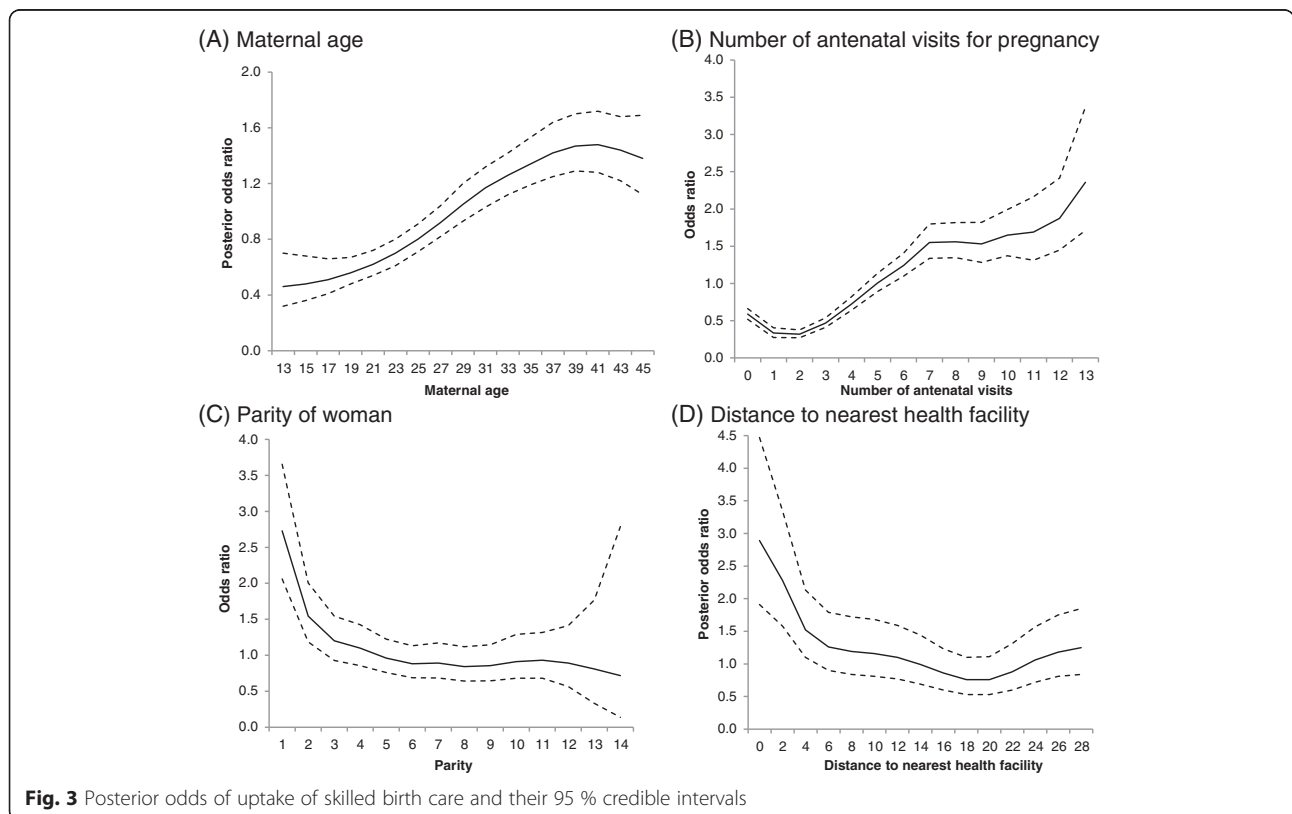 (A) Maternal age
2.0
1.6
1.2
0.8
0.4
0.0
Posterior odds ratio
13 15 17 19 21 23 25 27 29 31 33 35 37 39 41 43 45
Maternal age
(B) Number of antenatal visits for pregnancy
4.0
3.5
3.0
2.5
2.0
1.5
1.0
0.5
0.0
Odds ratio
0 1 2 3 4 5 6 7 8 9 10 11 12 13
Number of antenatal visits
(C) Parity of woman
4.0
3.5
3.0
2.5
2.0
1.5
1.0
0.5
0.0
Odds ratio
1 2 3 4 5 6 7 8 9 10 11 12 13 14
Parity
(D) Distance to nearest health facility
4.5
4.0
3.5
3.0
2.5
2.0
1.5
1.0
0.5
0.0
Posterior odds ratio
0 2 4 6 8 10 12 14 16 18 20 22 24 26 28
Distance to nearest health facility
Fig. 3 Posterior odds of uptake of skilled birth care and their 95 % credible intervals